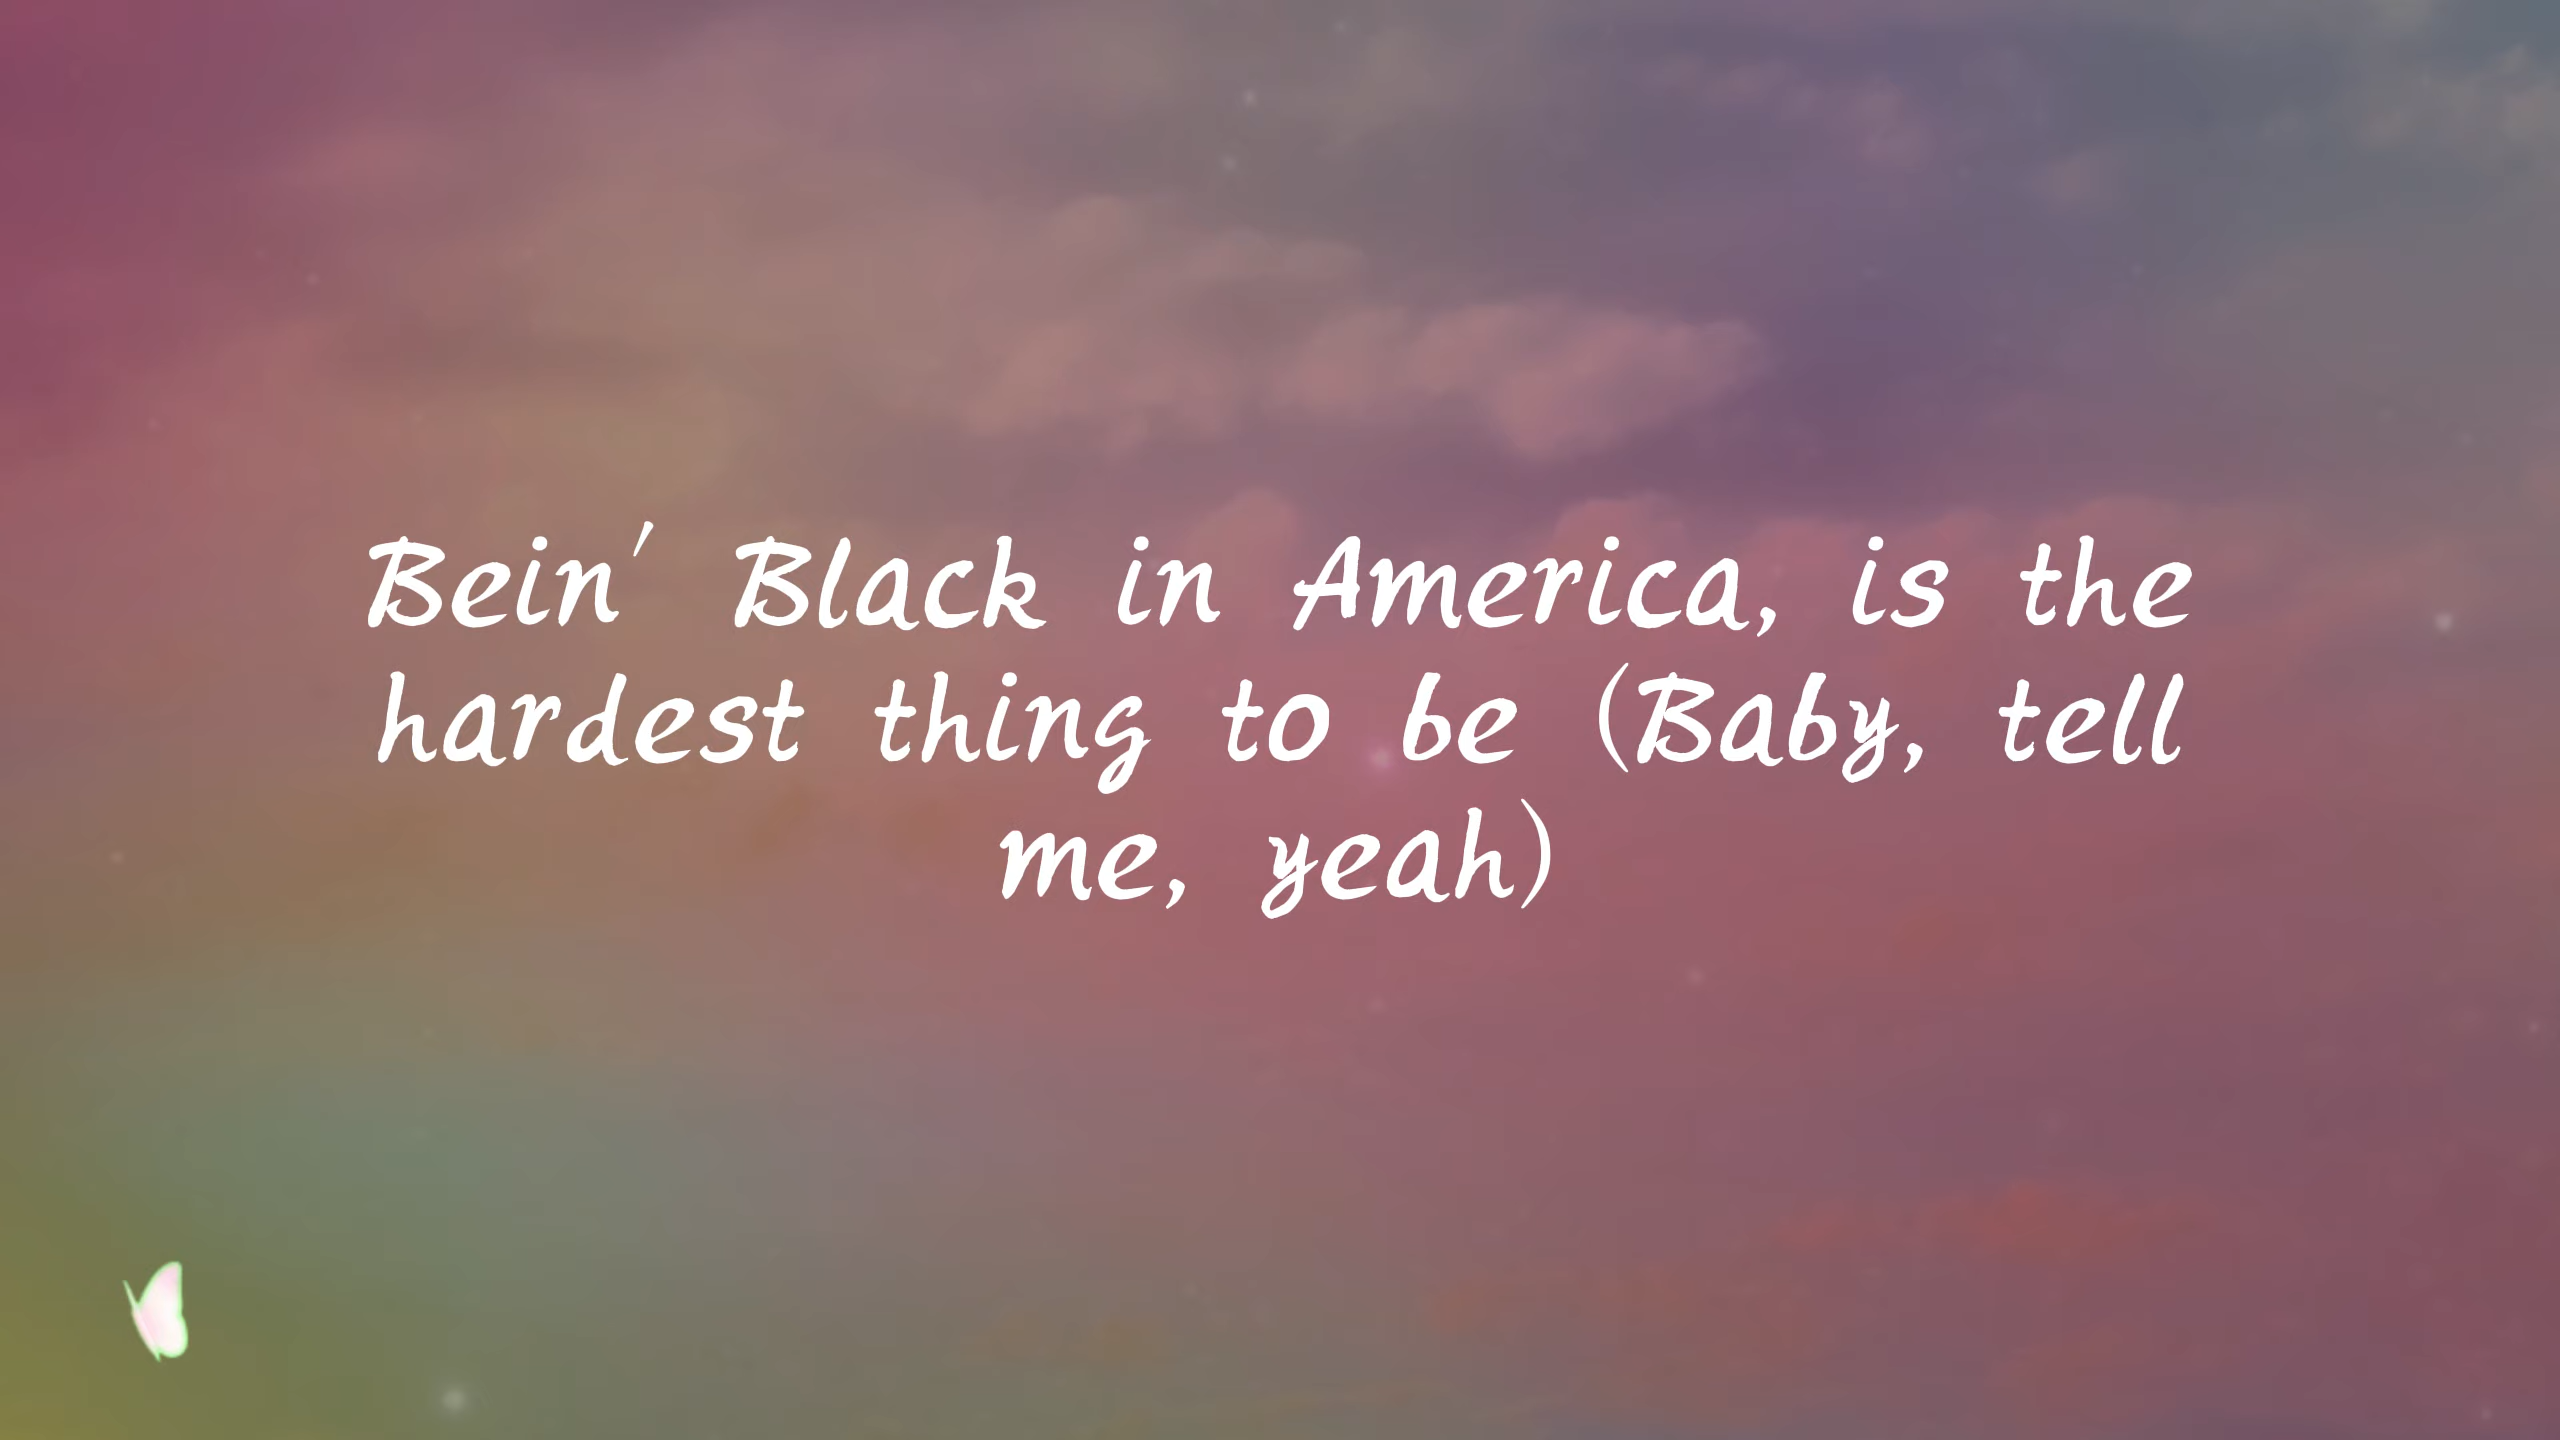 Bein' Black in America, is the
hardest thing to be (Baby, tell
me, yeah)